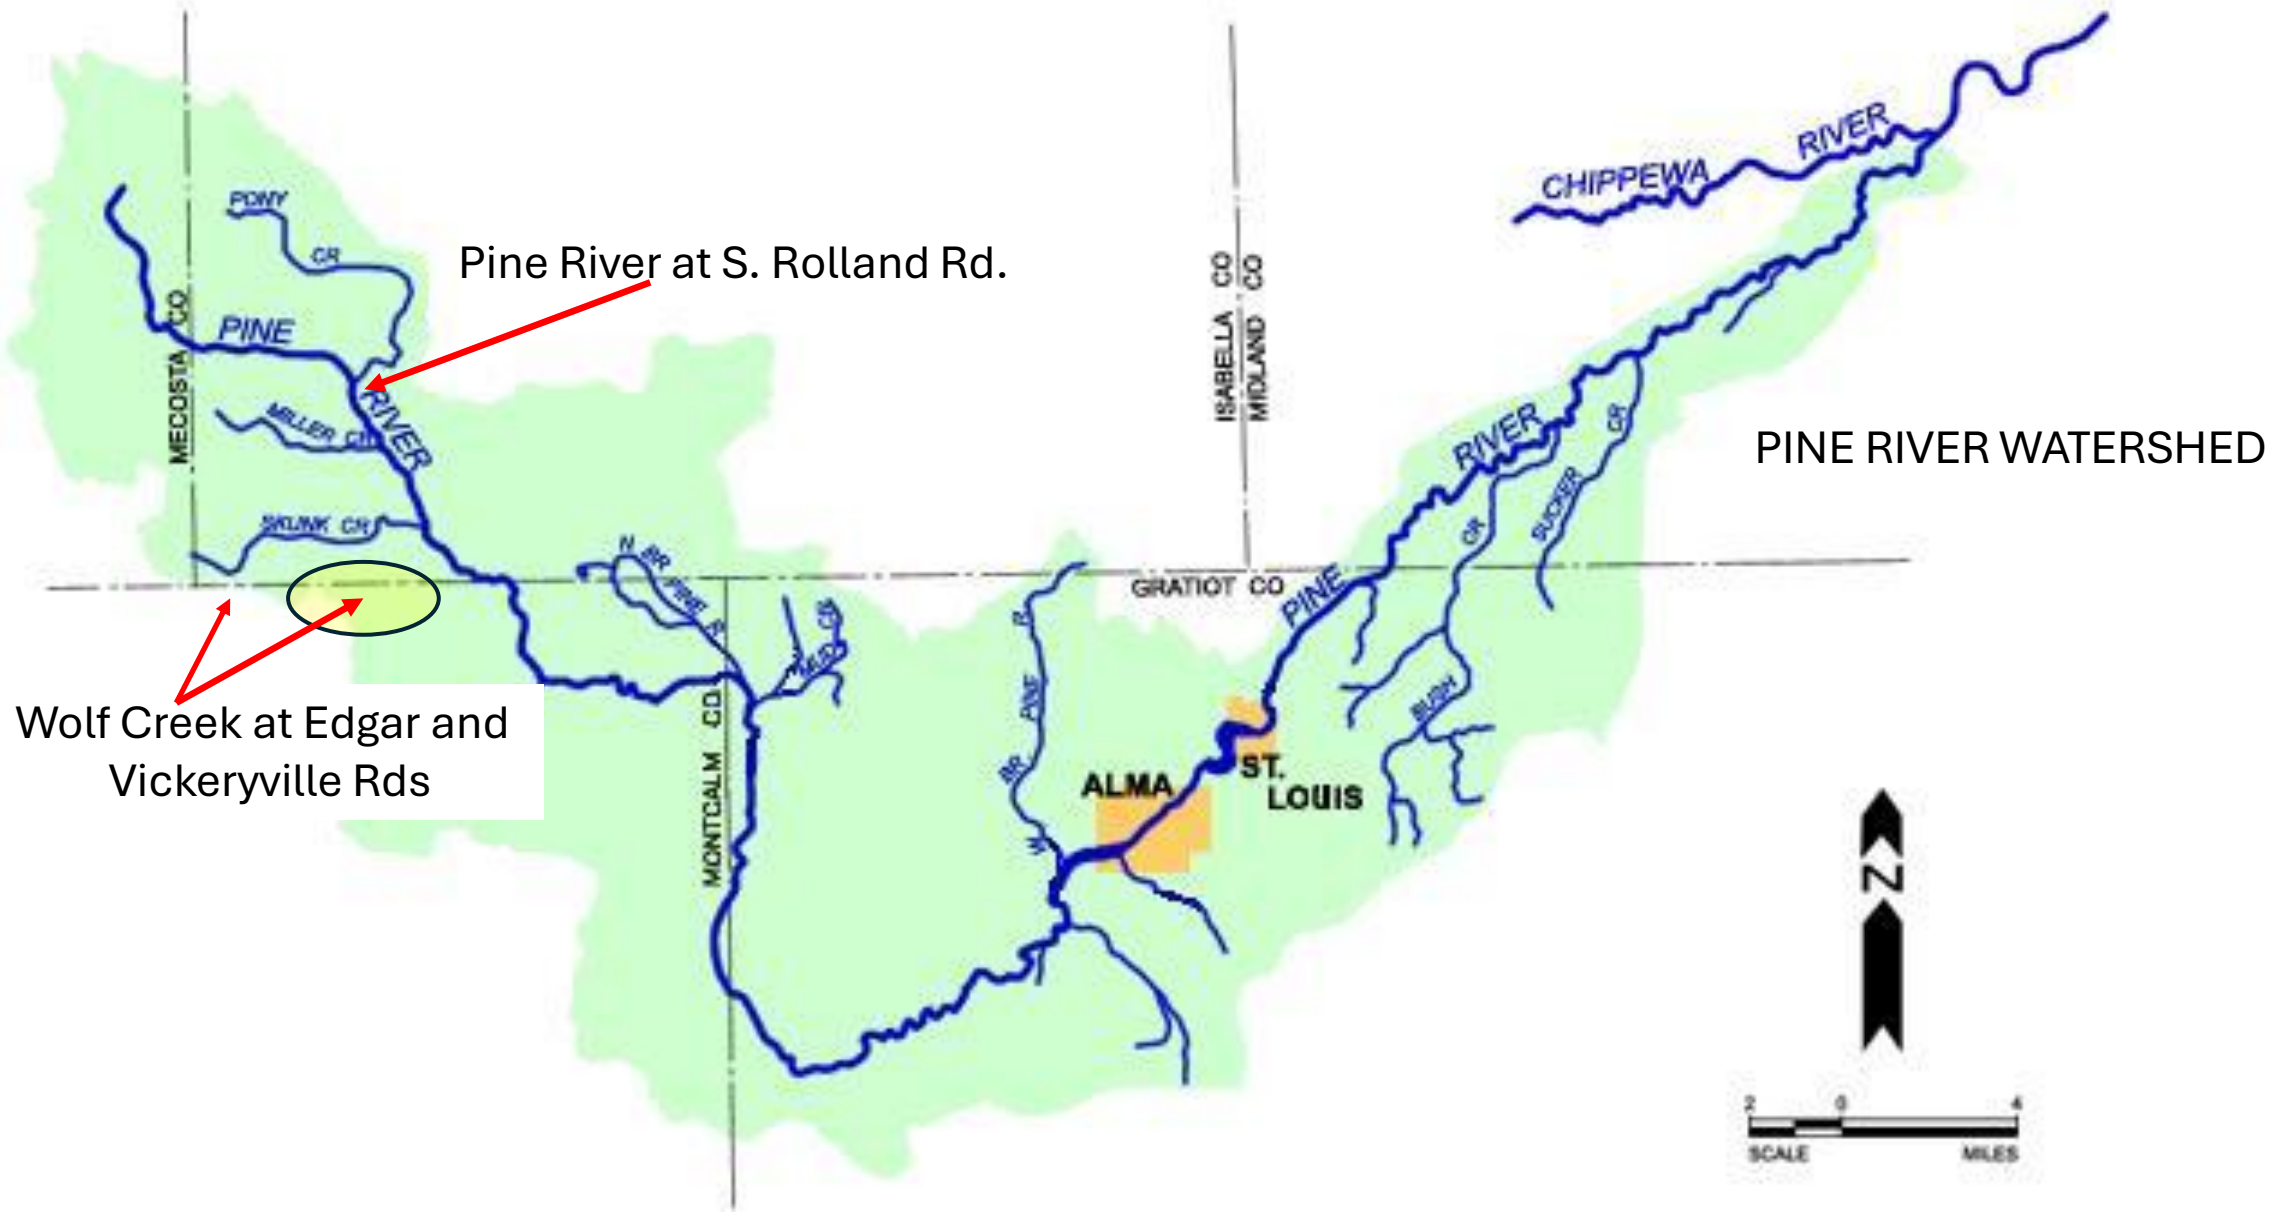 PONY
CR
Pine River at S. Rolland Rd.
CHIPPEWA RIVER
MECOSTA CO
PINE
RIVER
ISABELLA CO
MIDLAND CO
MILLER CR
RIVER
CR
PINE RIVER WATERSHED
SKUNK CR
CR
SUCKER
N BR PINE R
GRATIOT CO
PINE
R
MUD CR
PINE
BUSH
Wolf Creek at Edgar and
Vickeryville Rds
MONTCALM CO
BR
ST.
LOUIS
ALMA
W
N
2 0 4
SCALE MILES